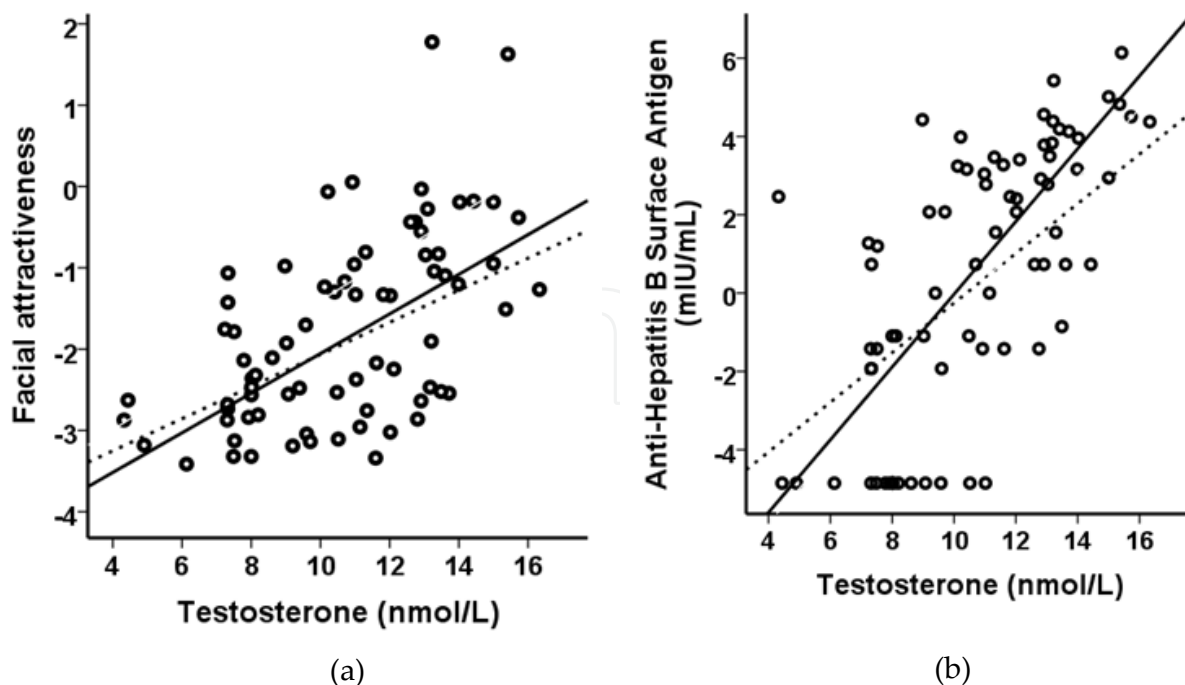 2
1
0
-1
-2
-3
-4
Facial attractiveness
4 6 8 10 12 14 16
Testosterone (nmol/L)
(a)
6
4
2
0
-2
-4
Anti-Hepatitis B Surface Antigen
(mIU/mL)
4 6 8 10 12 14 16
Testosterone (nmol/L)
(b)